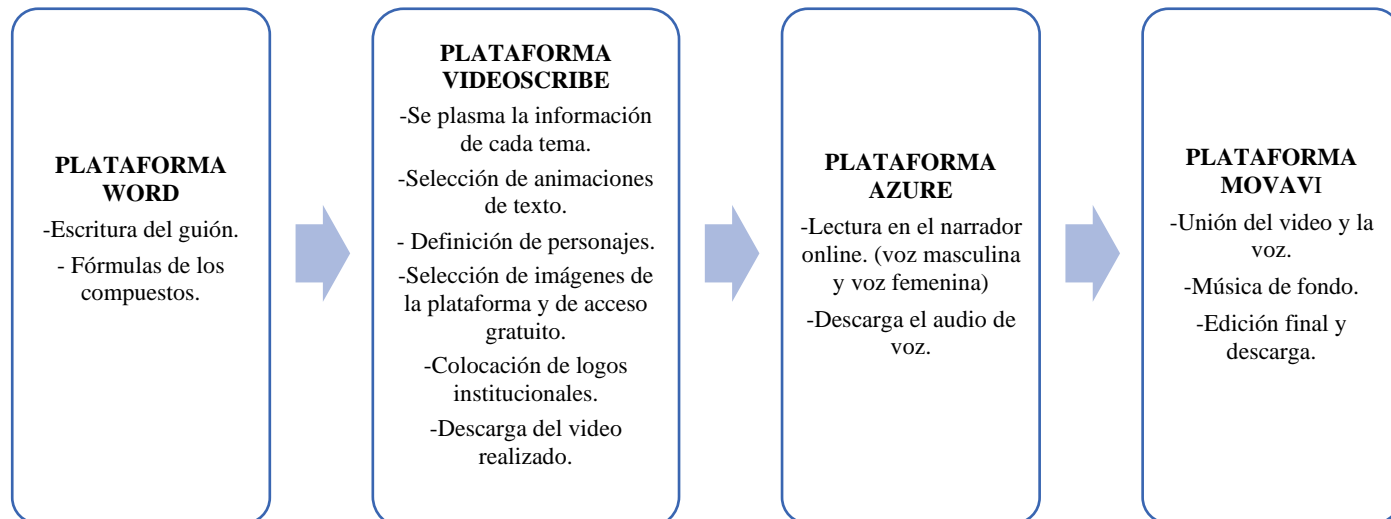 PLATAFORMA
WORD
-Escritura del guión.
- Fórmulas de los
compuestos.
PLATAFORMA
VIDEOSCRIBE
-Se plasma la información
de cada tema.
-Selección de animaciones
de texto.
- Definición de personajes.
-Selección de imágenes de
la plataforma y de acceso
gratuito.
-Colocación de logos
institucionales.
-Descarga del video
realizado.
PLATAFORMA
AZURE
-Lectura en el narrador
online. (voz masculina
y voz femenina)
-Descarga el audio de
voz.
PLATAFORMA
MOVAVI
-Unión del video y la
voz.
-Música de fondo.
-Edición final y
descarga.